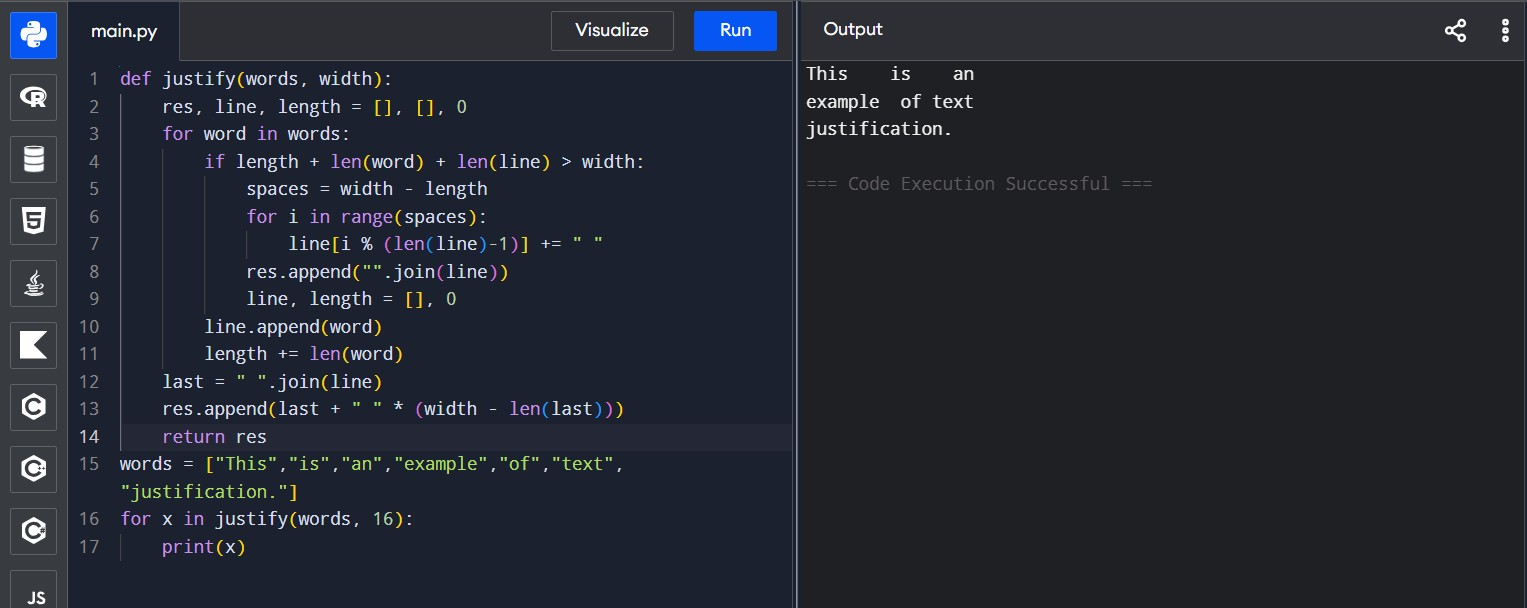 main.py
Visualize
Run
Output
1 def justify(words, width):
2     res, line, length = [], [], 0
3     for word in words:
4         if length + len(word) + len(line) > width:
5             spaces = width - length
6             for i in range(spaces):
7                 line[i % (len(line)-1)] += " "
8             res.append("".join(line))
9             line, length = [], 0
10         line.append(word)
11         length += len(word)
12     last = " ".join(line)
13     res.append(last + " " * (width - len(last)))
14     return res
15 words = ["This","is","an","example","of","text",
"justification."]
16 for x in justify(words, 16):
17     print(x)
This    is    an
example  of text
justification.
=== Code Execution Successful ===
R
5
C
C
C
JS